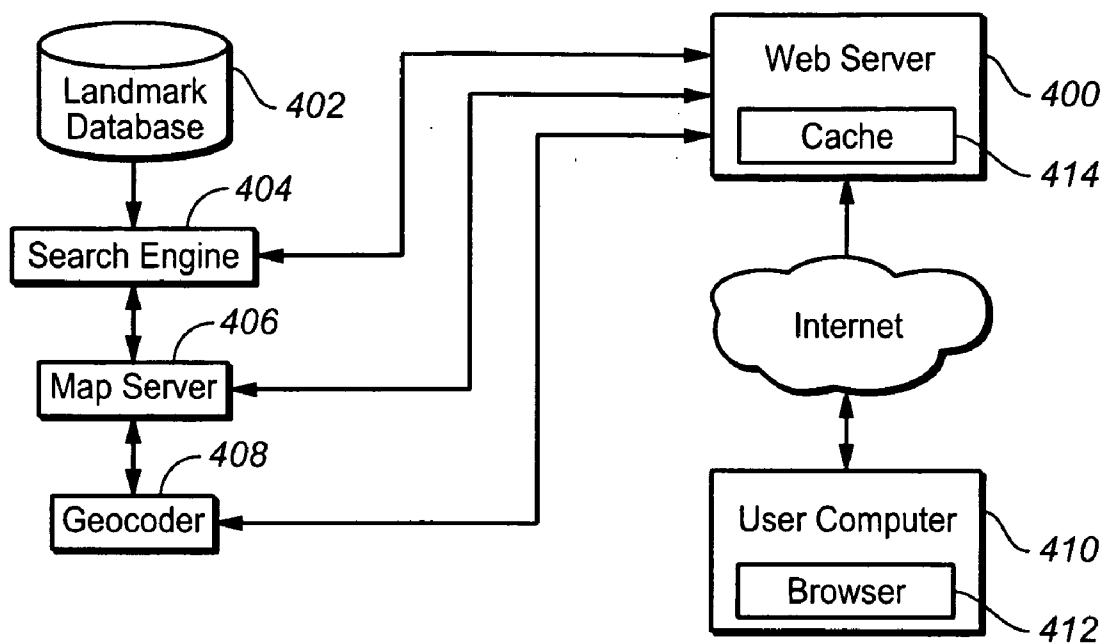 Landmark
Database
402
404
Search Engine
406
Map Server
408
Geocoder
Web Server
400
Cache
414
Internet
User Computer
410
Browser
412